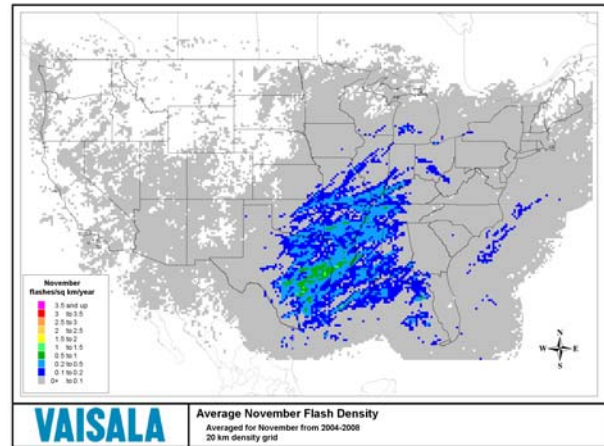 November
flashes/sq km/year
3.5 and up
3 to 3.5
2.5 to 3
2 to 2.5
1.5 to 2
1 to 1.5
0.5 to 1
0.2 to 0.5
0.1 to 0.2
0+ to 0.1
N
W E
S
VAISALA
Average November Flash Density
Averaged for November from 2004-2008
20 km density grid